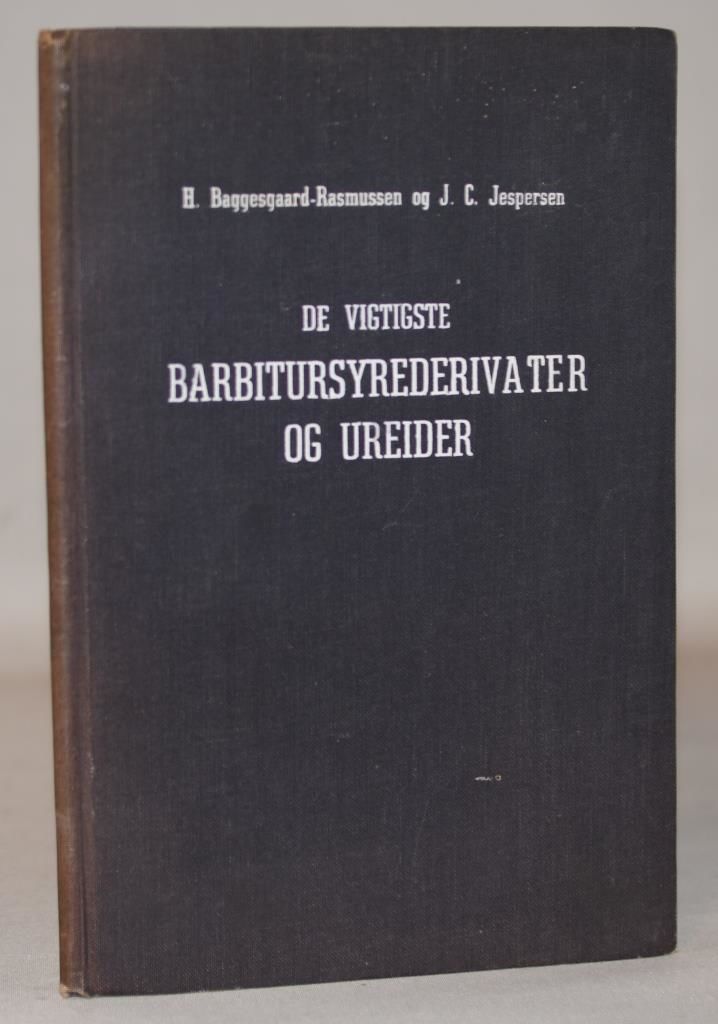 H. Baggesgaard-Rasmussen og J. C. Jespersen
DE VIGTIGSTE
BARBITURSYREDERIVATER
OG UREIDER